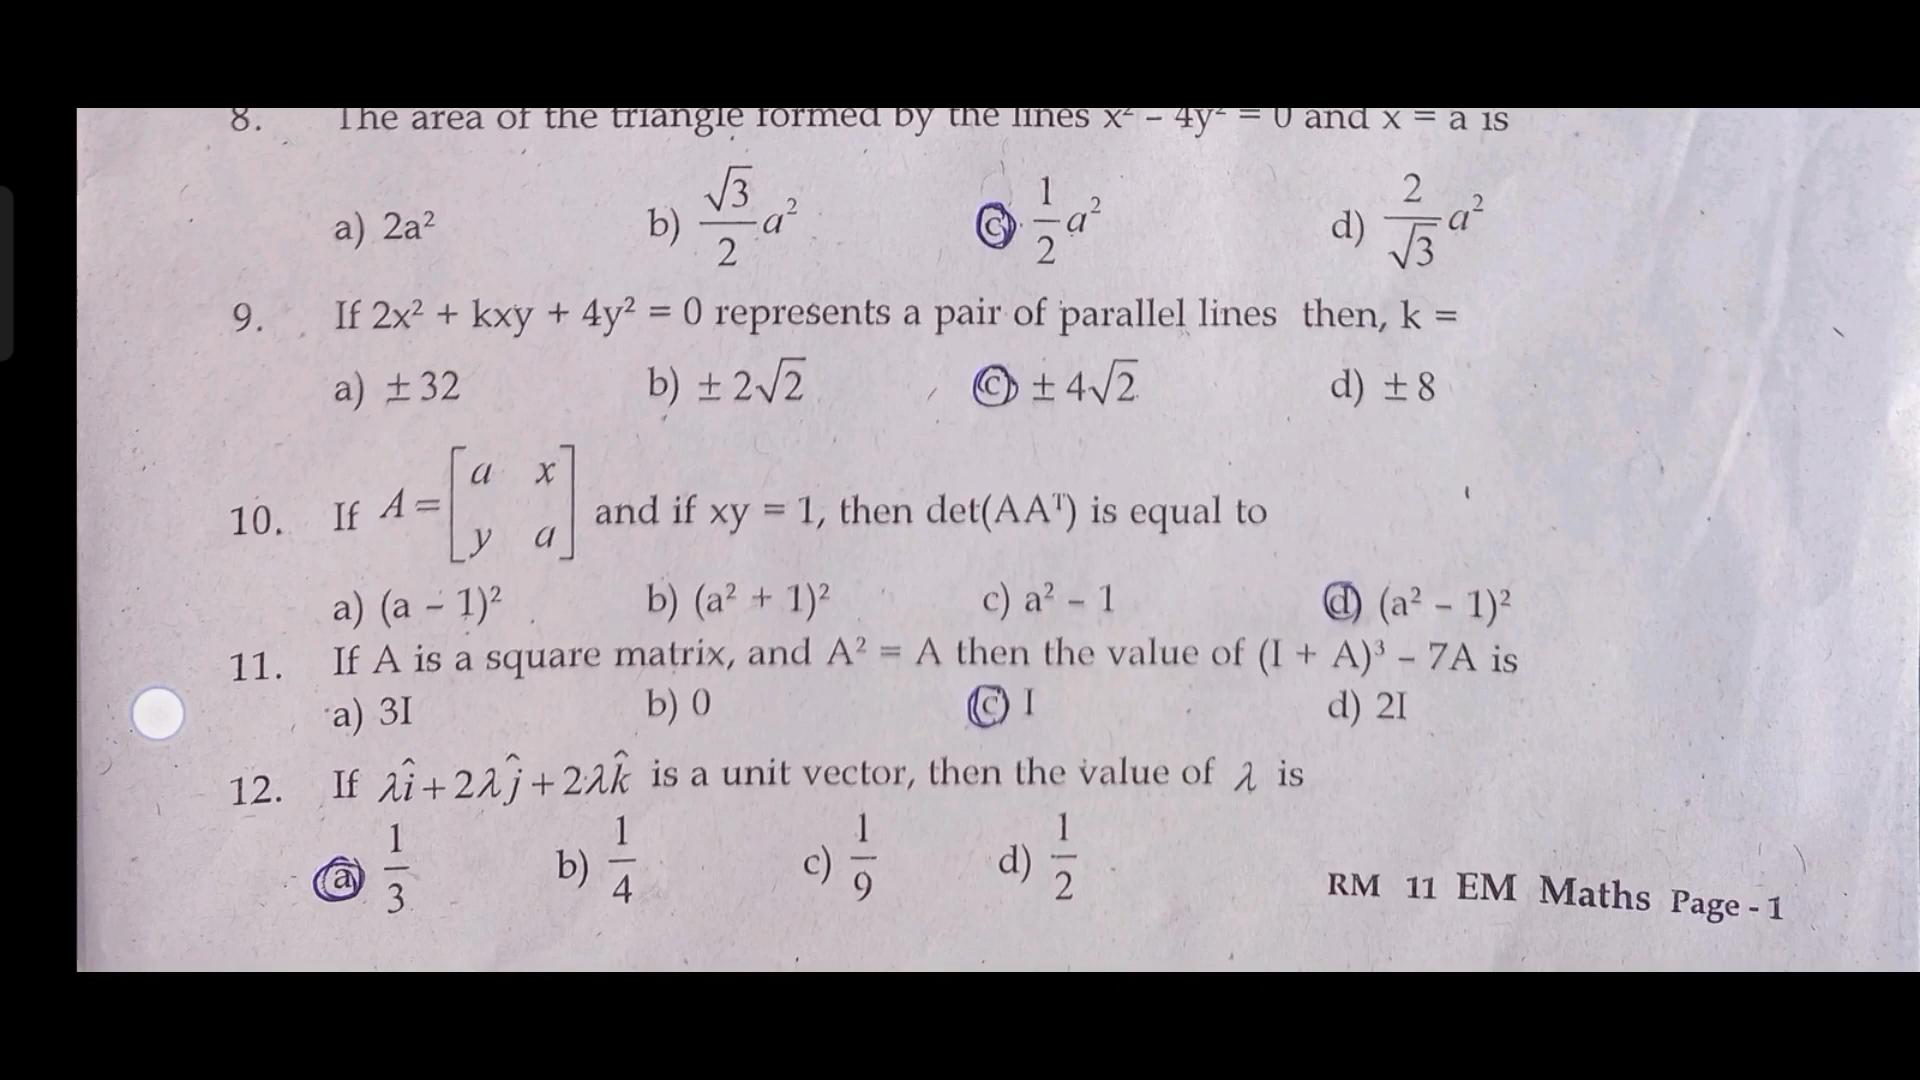 8. The area of the triangle formed by the lines x² – 4y² = 0 and x = a is
a) 2a² b) √3/2 a² c) 1/2 a² d) 2/√3 a²
9. If 2x² + kxy + 4y² = 0 represents a pair of parallel lines then, k =
a) ± 32 b) ± 2√2 c) ± 4√2 d) ± 8
10. If A = [a x; y a] and if xy = 1, then det(AAᵀ) is equal to
a) (a – 1)² b) (a² + 1)² c) a² – 1 d) (a² – 1)²
11. If A is a square matrix, and A² = A then the value of (I + A)³ – 7A is
a) 3I b) 0 c) I d) 2I
12. If λî + 2λĵ + 2λk̂ is a unit vector, then the value of λ is
a) 1/3 b) 1/4 c) 1/9 d) 1/2
RM 11 EM Maths Page - 1